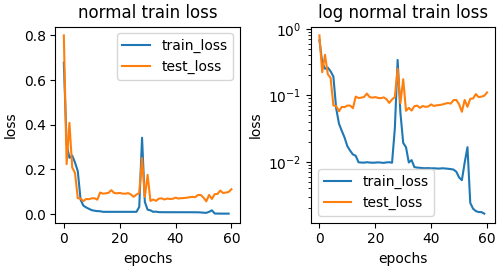 normal train loss
loss
0.8
0.6
0.4
0.2
0.0
train_loss
test_loss
0
20
40
60
epochs
log normal train loss
loss
10^0
10^-1
10^-2
train_loss
test_loss
0
20
40
60
epochs